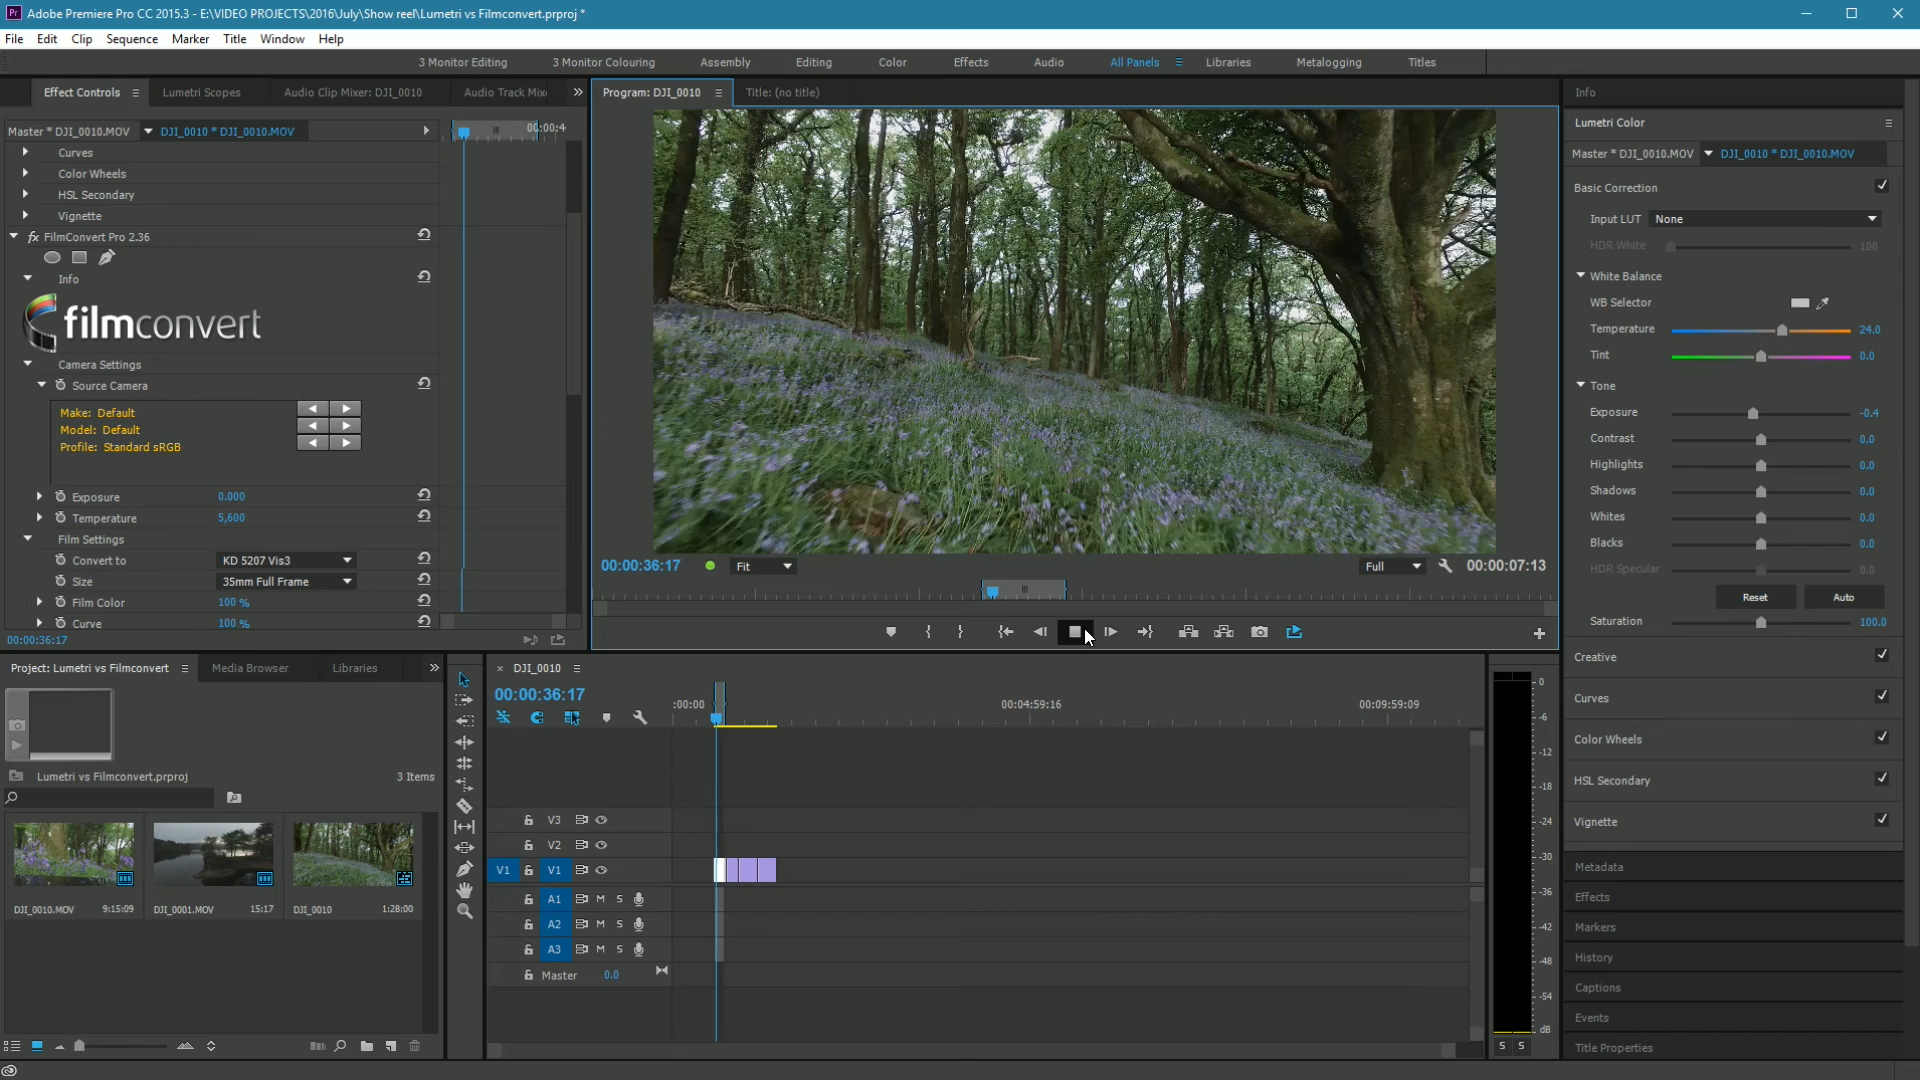 Pr Adobe Premiere Pro CC 2015.3 - E:\VIDEO PROJECTS\2016\July\Show reel\Lumetri vs Filmconvert.prproj *
File Edit Clip Sequence Marker Title Window Help
3 Monitor Editing 3 Monitor Colouring Assembly Editing Color Effects Audio All Panels Libraries Metalogging Titles
Effect Controls Lumetri Scopes Audio Clip Mixer: DJI_0010 Audio Track Mix
Master * DJI_0010.MOV DJI_0010 * DJI_0010.MOV 00:00:4
Curves
Color Wheels
HSL Secondary
Vignette
fx FilmConvert Pro 2.36
Info
filmconvert
Camera Settings
Source Camera
Make: Default
Model: Default
Profile: Standard sRGB
Exposure 0.000
Temperature 5,600
Film Settings
Convert to KD 5207 Vis3
Size 35mm Full Frame
Film Color 100 %
Curve 100 %
00:00:36:17
Program: DJI_0010 Title: (no title)
00:00:36:17 Fit Full 00:00:07:13
Info
Lumetri Color
Master * DJI_0010.MOV DJI_0010 * DJI_0010.MOV
Basic Correction
Input LUT None
HDR White 100
White Balance
WB Selector
Temperature 24.0
Tint 0.0
Tone
Exposure -0.4
Contrast 0.0
Highlights 0.0
Shadows 0.0
Whites 0.0
Blacks 0.0
HDR Specular 0.0
Reset Auto
Saturation 100.0
Creative
Curves
Color Wheels
HSL Secondary
Vignette
Metadata
Effects
Markers
History
Captions
Events
Title Properties
Project: Lumetri vs Filmconvert Media Browser Libraries
Lumetri vs Filmconvert.prproj 3 Items
DJI_0010.MOV 9:15:09 DJI_0001.MOV 15:17 DJI_0010 1:28:00
× DJI_0010
00:00:36:17 :00:00 00:04:59:16 00:09:59:09
V3
V2
V1 V1
A1 M S
A2 M S
A3 M S
Master 0.0
0
-6
-12
-18
-24
-30
-36
-42
-48
-54
dB
S S